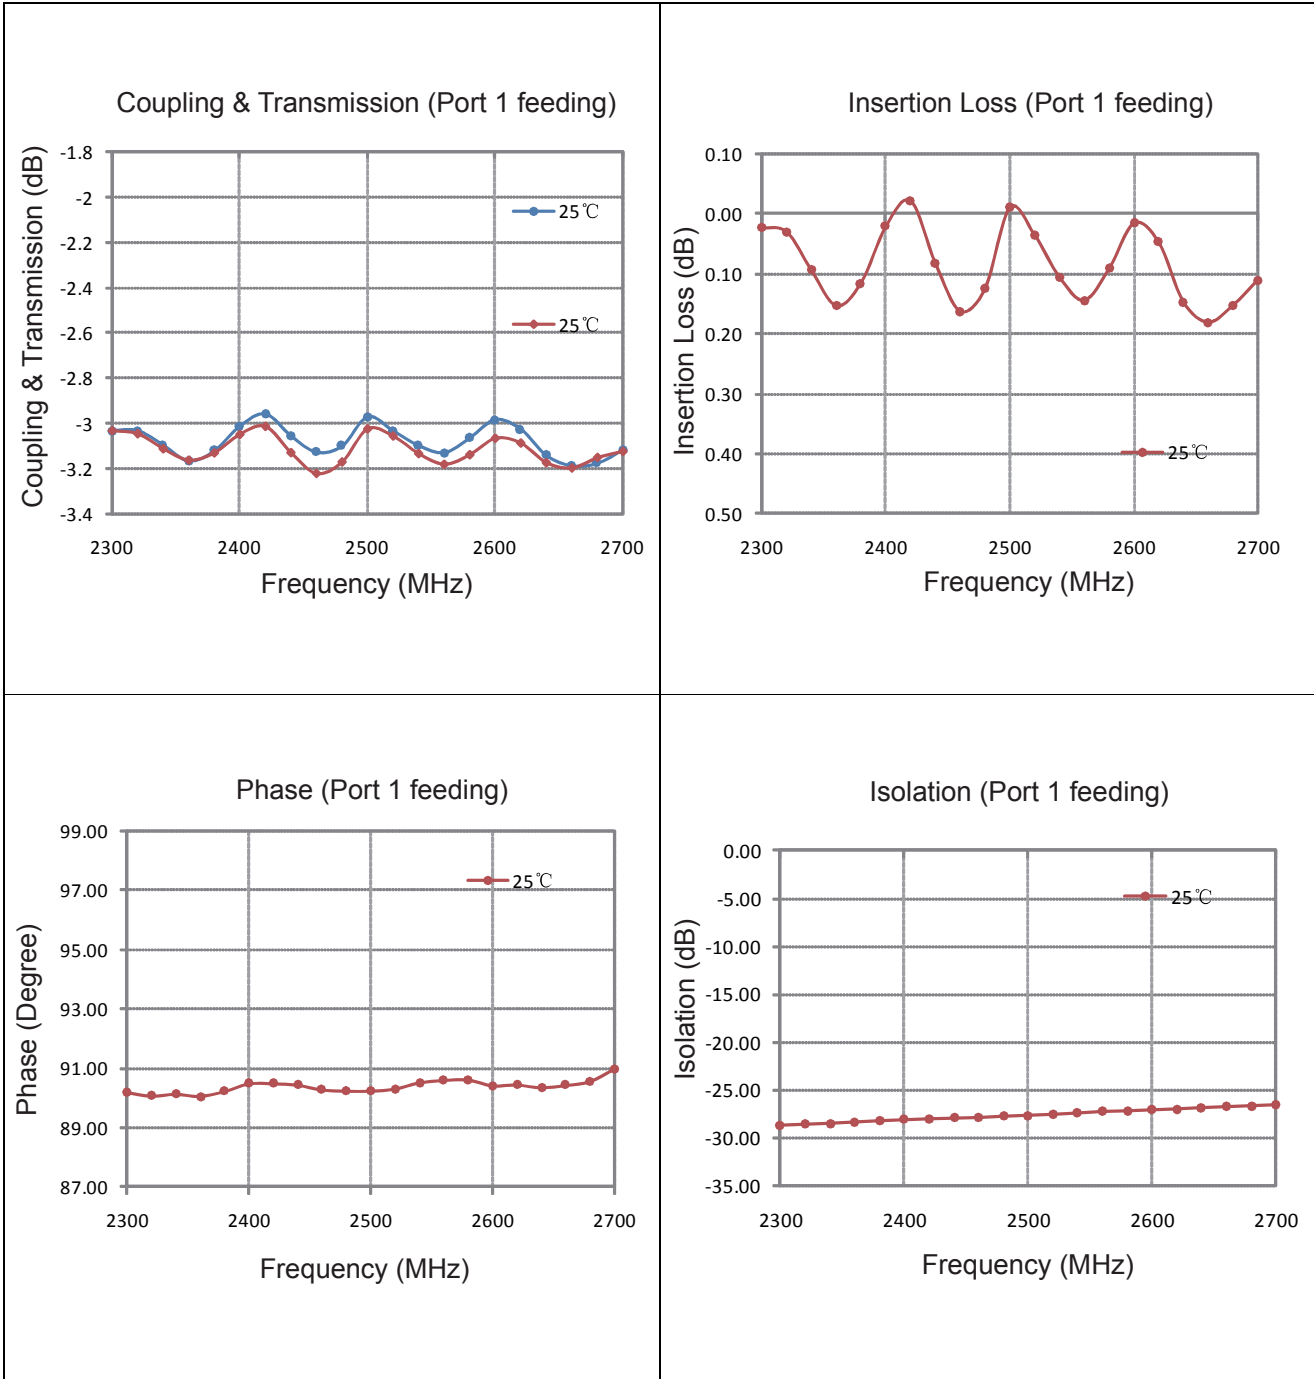 Coupling & Transmission (Port 1 feeding)
Coupling & Transmission (dB)
-1.8
-2
-2.2
-2.4
-2.6
-2.8
-3
-3.2
-3.4
25℃
25℃
2300 2400 2500 2600 2700
Frequency (MHz)
Insertion Loss (Port 1 feeding)
Insertion Loss (dB)
0.10
0.00
0.10
0.20
0.30
0.40
0.50
25℃
2300 2400 2500 2600 2700
Frequency (MHz)
Phase (Port 1 feeding)
Phase (Degree)
99.00
97.00
95.00
93.00
91.00
89.00
87.00
25℃
2300 2400 2500 2600 2700
Frequency (MHz)
Isolation (Port 1 feeding)
Isolation (dB)
0.00
-5.00
-10.00
-15.00
-20.00
-25.00
-30.00
-35.00
25℃
2300 2400 2500 2600 2700
Frequency (MHz)